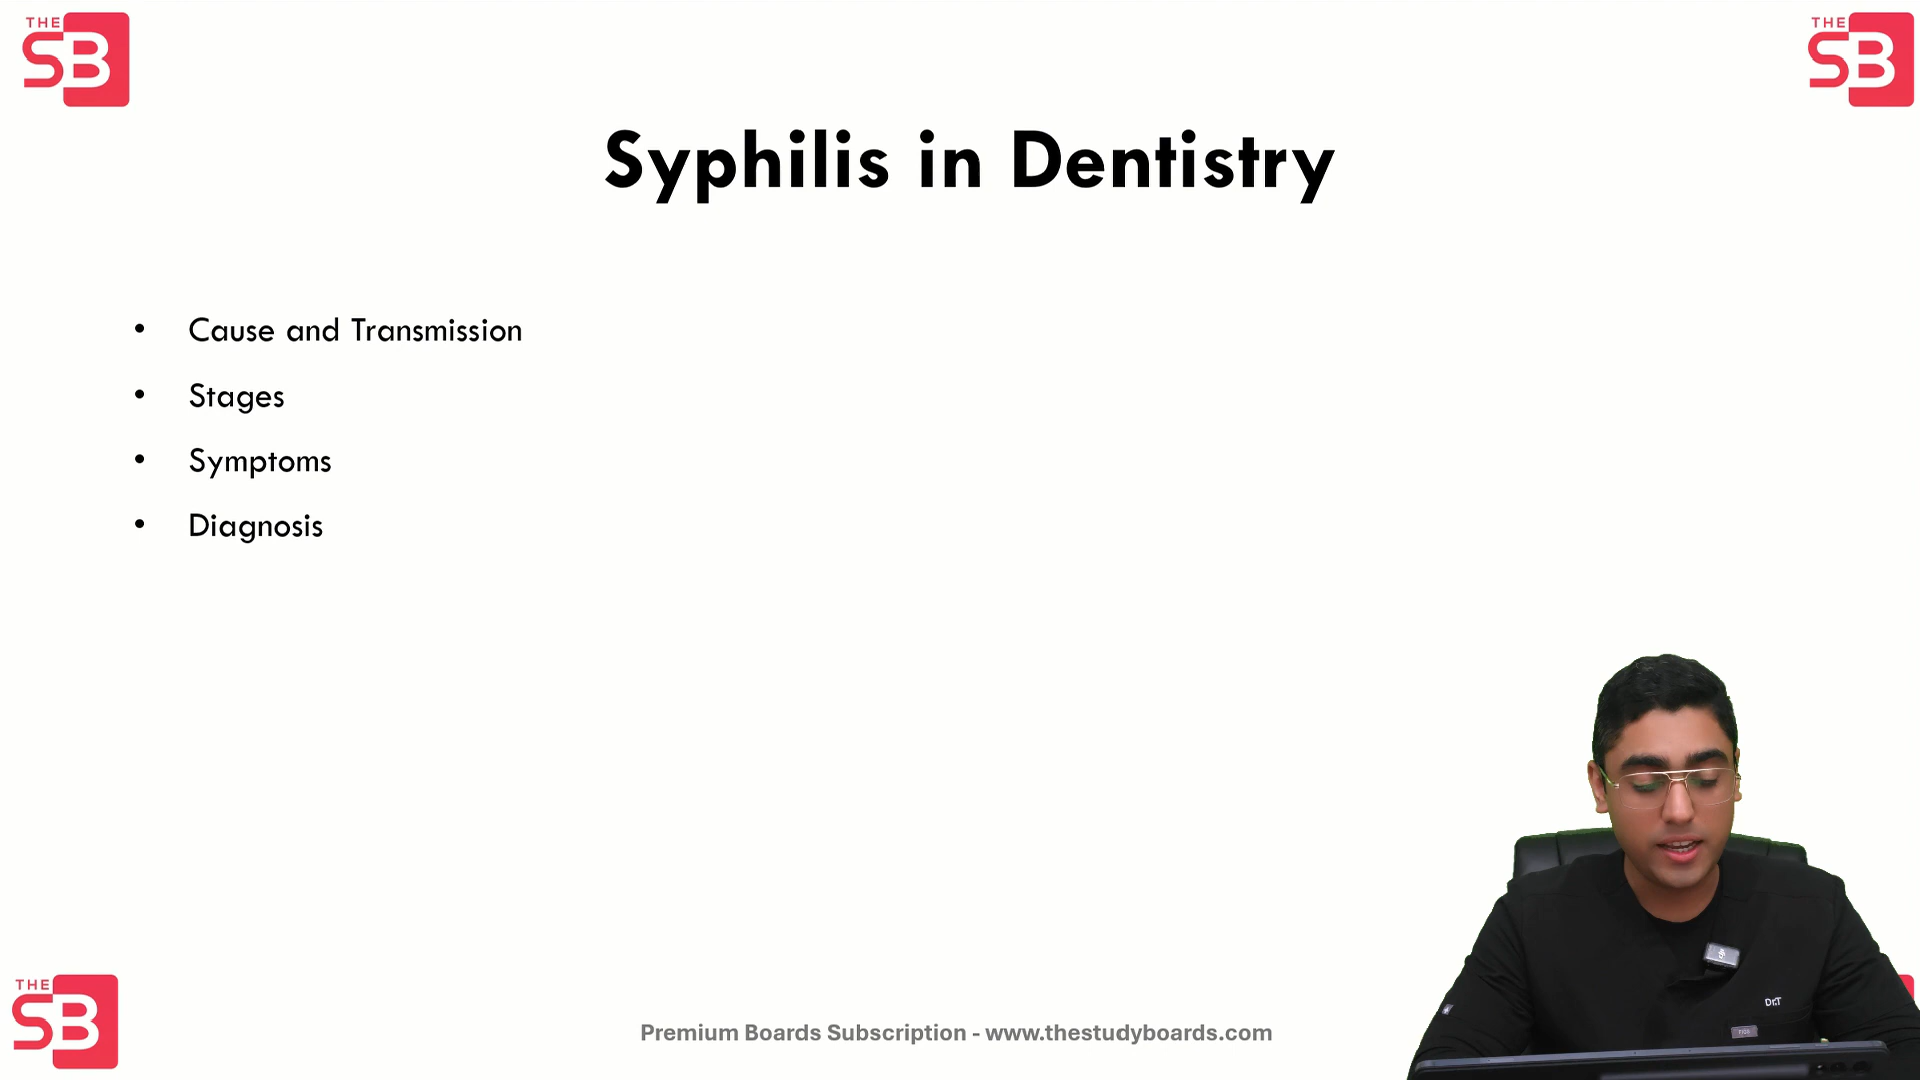 THE
SB
THE
SB
Syphilis in Dentistry
• Cause and Transmission
• Stages
• Symptoms
• Diagnosis
Dr.T
THE
SB
Premium Boards Subscription - www.thestudyboards.com